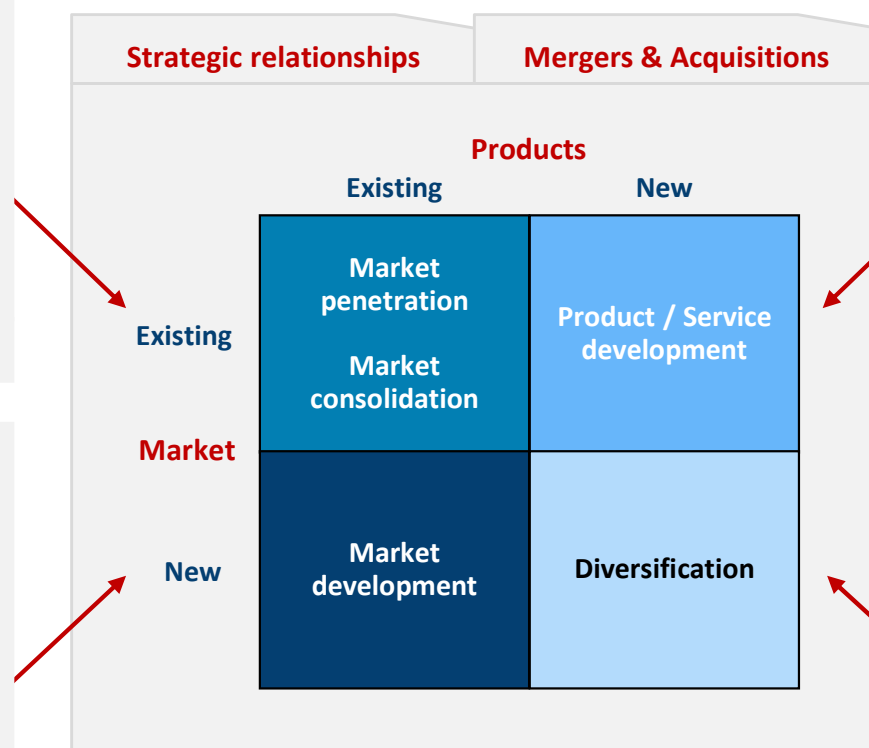 Strategic relationships
Mergers & Acquisitions
Products
Existing
New
Market
penetration
Market
consolidation
Product / Service
development
Existing
Market
New
Market
development
Diversification